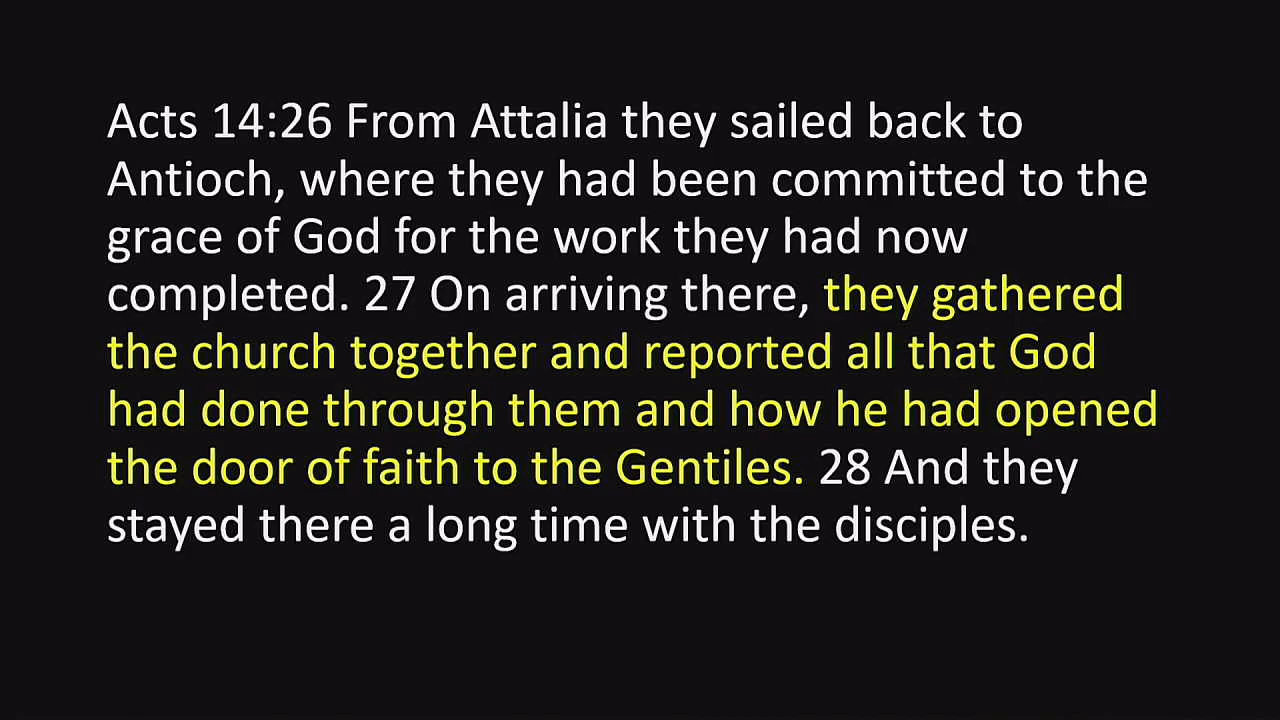 Acts 14:26 From Attalia they sailed back to
Antioch, where they had been committed to the
grace of God for the work they had now
completed. 27 On arriving there, they gathered
the church together and reported all that God
had done through them and how he had opened
the door of faith to the Gentiles. 28 And they
stayed there a long time with the disciples.